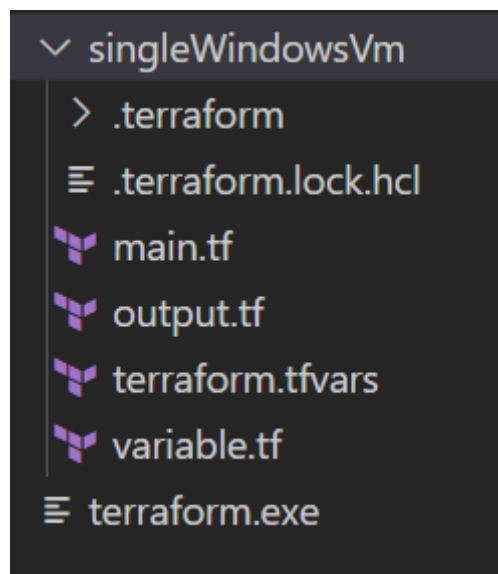 singleWindowsVm
.terraform
.terraform.lock.hcl
main.tf
output.tf
terraform.tfvars
variable.tf
terraform.exe